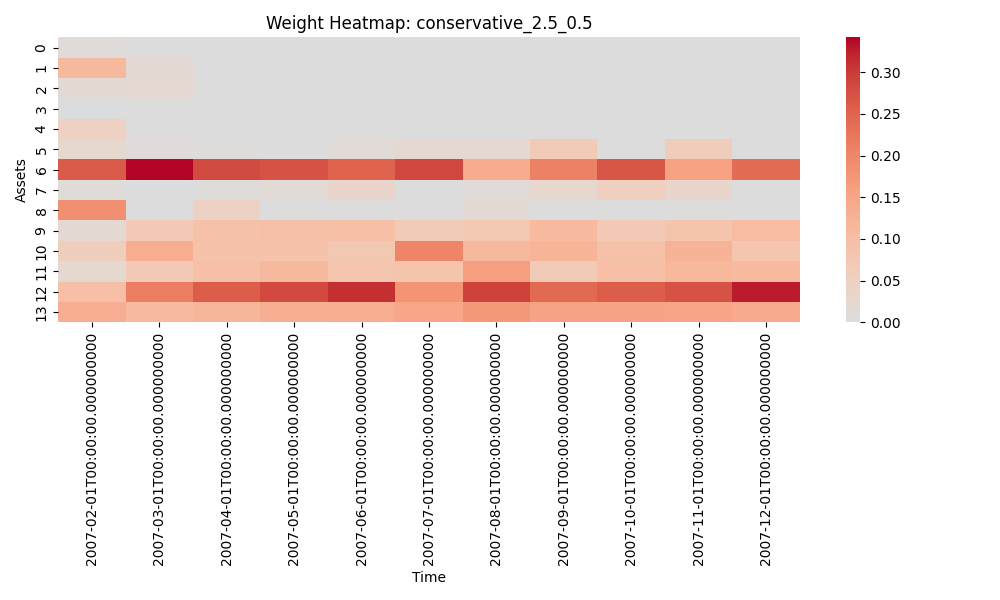 Weight Heatmap: conservative_2.5_0.5
Assets
0
1
2
3
4
5
6
7
8
9
10
11
12
13
2007-02-01T00:00:00.000000000
2007-03-01T00:00:00.000000000
2007-04-01T00:00:00.000000000
2007-05-01T00:00:00.000000000
2007-06-01T00:00:00.000000000
2007-07-01T00:00:00.000000000
2007-08-01T00:00:00.000000000
2007-09-01T00:00:00.000000000
2007-10-01T00:00:00.000000000
2007-11-01T00:00:00.000000000
2007-12-01T00:00:00.000000000
Time
0.30
0.25
0.20
0.15
0.10
0.05
0.00